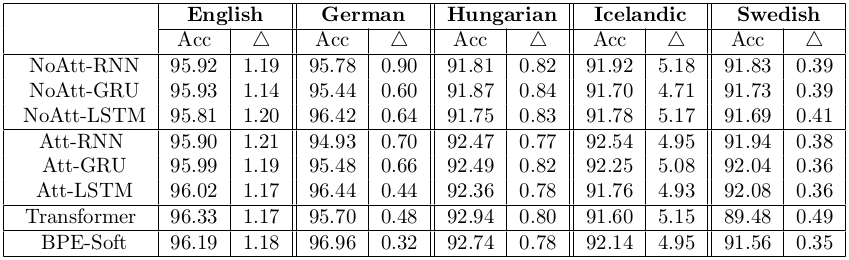 English German Hungarian Icelandic Swedish
Acc △ Acc △ Acc △ Acc △ Acc △
NoAtt-RNN 95.92 1.19 95.78 0.90 91.81 0.82 91.92 5.18 91.83 0.39
NoAtt-GRU 95.93 1.14 95.44 0.60 91.87 0.84 91.70 4.71 91.73 0.39
NoAtt-LSTM 95.81 1.20 96.42 0.64 91.75 0.83 91.78 5.17 91.69 0.41
Att-RNN 95.90 1.21 94.93 0.70 92.47 0.77 92.54 4.95 91.94 0.38
Att-GRU 95.99 1.19 95.48 0.66 92.49 0.82 92.25 5.08 92.04 0.36
Att-LSTM 96.02 1.17 96.44 0.44 92.36 0.78 91.76 4.93 92.08 0.36
Transformer 96.33 1.17 95.70 0.48 92.94 0.80 91.60 5.15 89.48 0.49
BPE-Soft 96.19 1.18 96.96 0.32 92.74 0.78 92.14 4.95 91.56 0.35